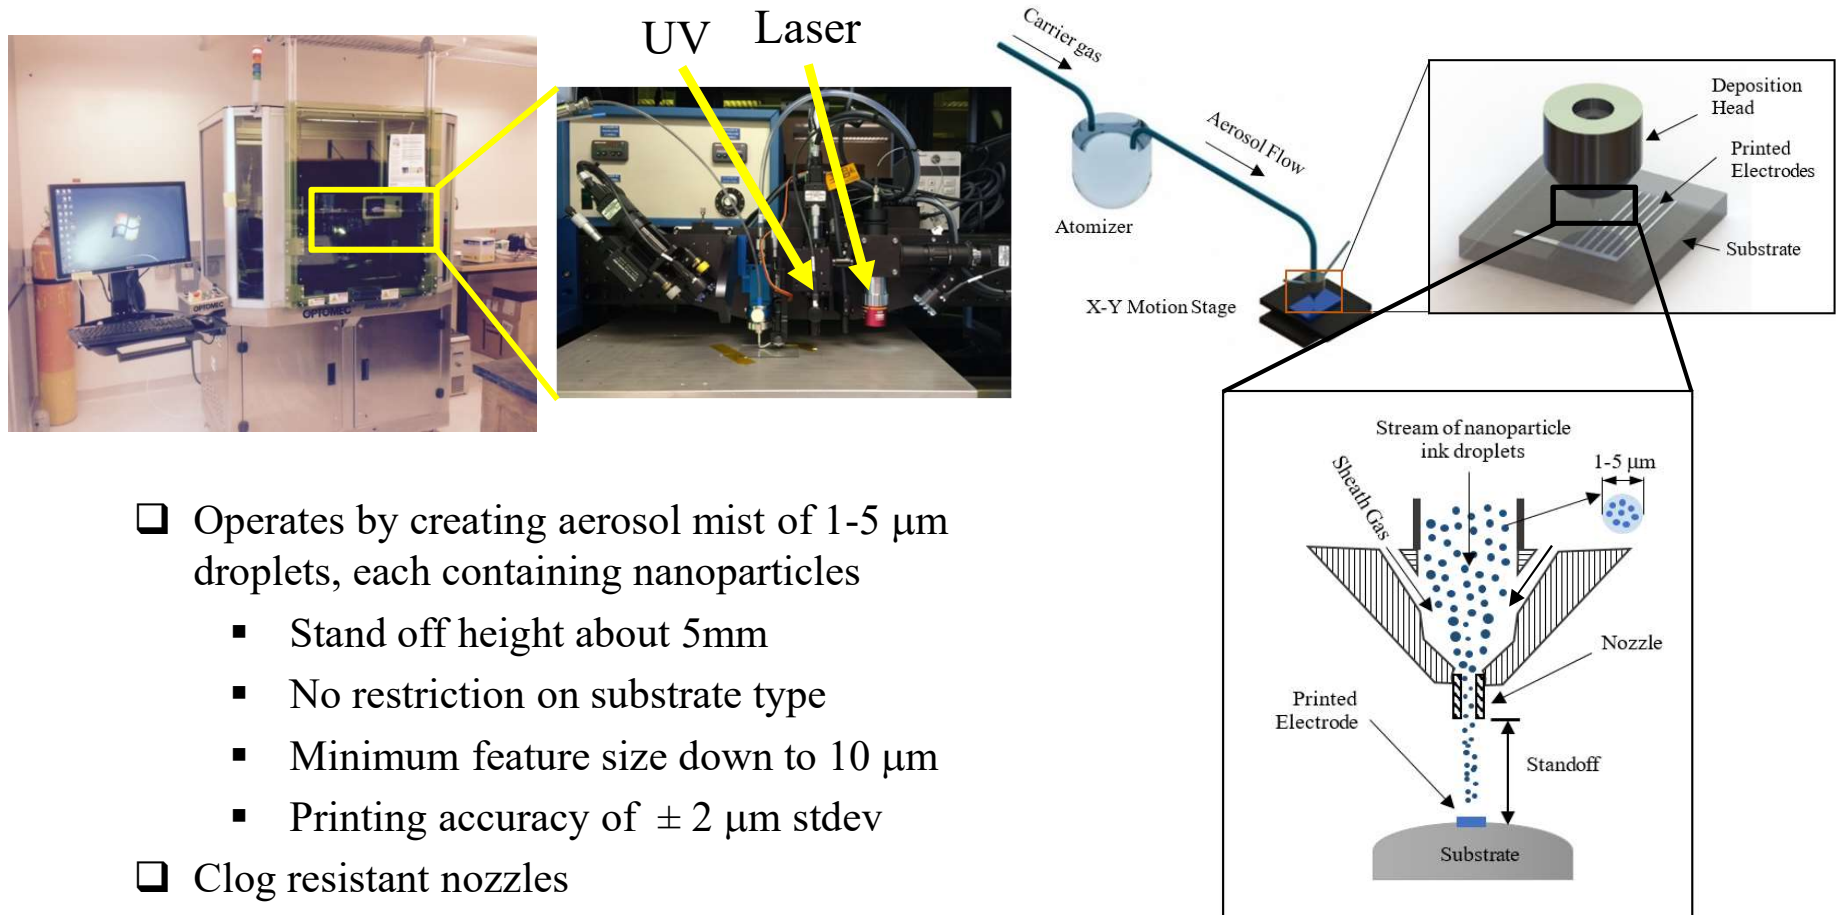 UV
Laser
OPTOMEC
Carrier gas
Aerosol Flow
Atomizer
X-Y Motion Stage
Deposition
Head
Printed
Electrodes
Substrate
Stream of nanoparticle
ink droplets
1-5 μm
Sheath Gas
Nozzle
Printed
Electrode
Standoff
Substrate
❑ Operates by creating aerosol mist of 1-5 μm
droplets, each containing nanoparticles
▪ Stand off height about 5mm
▪ No restriction on substrate type
▪ Minimum feature size down to 10 μm
▪ Printing accuracy of ± 2 μm stdev
❑ Clog resistant nozzles